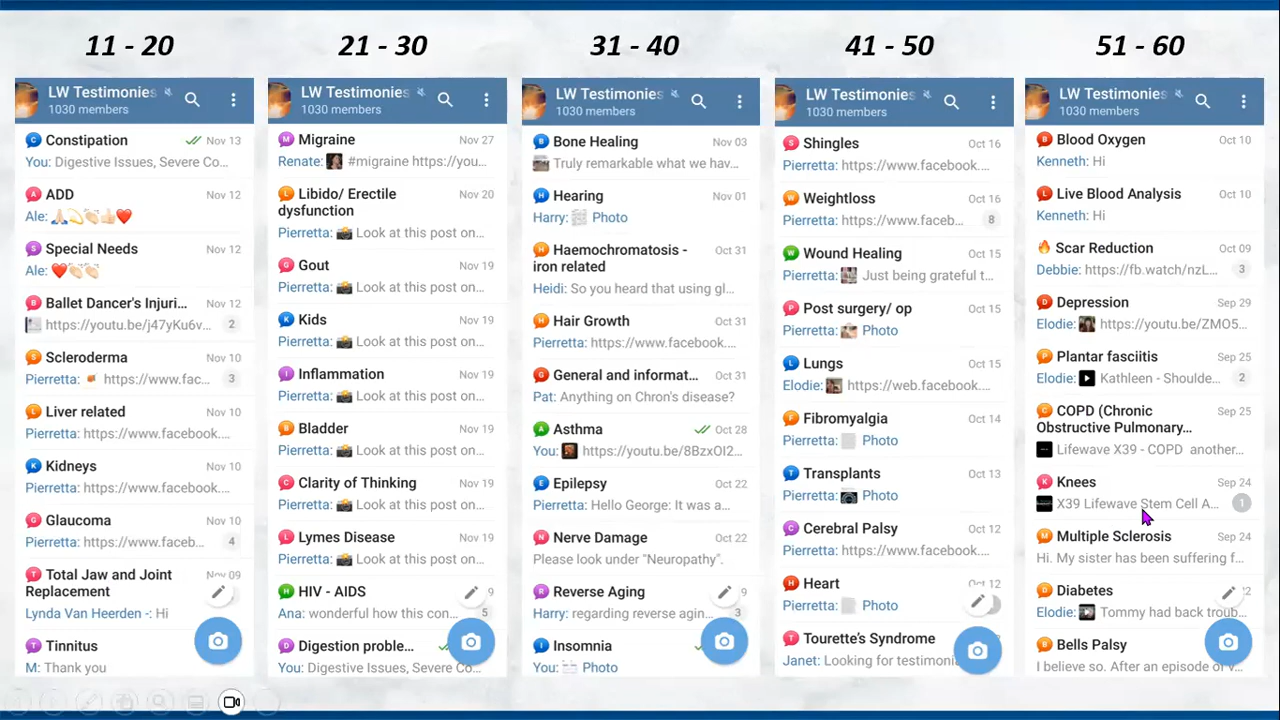 11 - 20
LW Testimonies
1030 members
Constipation Nov 13
You: Digestive Issues, Severe Co...
ADD Nov 12
Ale: 🙏🏻💫👏🏻👍🏻❤️
Special Needs Nov 12
Ale: ❤️👏🏻👏🏻
Ballet Dancer's Injuri... Nov 12
https://youtu.be/j47yKu6v... 2
Scleroderma Nov 10
Pierretta: https://www.fac... 3
Liver related Nov 10
Pierretta: https://www.facebook....
Kidneys Nov 10
Pierretta: https://www.facebook....
Glaucoma Nov 10
Pierretta: https://www.faceb... 4
Total Jaw and Joint Nov 09
Replacement
Lynda Van Heerden -: Hi
Tinnitus
M: Thank you
21 - 30
LW Testimonies
1030 members
Migraine Nov 27
Renate: #migraine https://you...
Libido/ Erectile Nov 20
dysfunction
Pierretta: 📸 Look at this post on...
Gout Nov 19
Pierretta: 📸 Look at this post on...
Kids Nov 19
Pierretta: 📸 Look at this post on...
Inflammation Nov 19
Pierretta: 📸 Look at this post on...
Bladder Nov 19
Pierretta: 📸 Look at this post on...
Clarity of Thinking Nov 19
Pierretta: 📸 Look at this post on...
Lymes Disease Nov 19
Pierretta: 📸 Look at this post on...
HIV - AIDS 9
Ana: wonderful how this con... 5
Digestion proble...
You: Digestive Issues, Severe Co...
31 - 40
LW Testimonies
1030 members
Bone Healing Nov 03
Truly remarkable what we hav...
Hearing Nov 01
Harry: Photo
Haemochromatosis - Oct 31
iron related
Heidi: So you heard that using gl...
Hair Growth Oct 31
Pierretta: https://www.facebook....
General and informat... Oct 31
Pat: Anything on Chron's disease?
Asthma Oct 28
You: https://youtu.be/8BzxOI2...
Epilepsy Oct 22
Pierretta: Hello George: It was a...
Nerve Damage Oct 22
Please look under "Neuropathy".
Reverse Aging 9
Harry: regarding reverse agin... 3
Insomnia
You: Photo
41 - 50
LW Testimonies
1030 members
Shingles Oct 16
Pierretta: https://www.facebook....
Weightloss Oct 16
Pierretta: https://www.faceb... 8
Wound Healing Oct 15
Pierretta: Just being grateful t...
Post surgery/ op Oct 15
Pierretta: Photo
Lungs Oct 15
Elodie: https://web.facebook....
Fibromyalgia Oct 14
Pierretta: Photo
Transplants Oct 13
Pierretta: Photo
Cerebral Palsy Oct 12
Pierretta: https://www.facebook....
Heart Oct 12
Pierretta: Photo
Tourette's Syndrome
Janet: Looking for testimoni
51 - 60
LW Testimonies
1030 members
Blood Oxygen Oct 10
Kenneth: Hi
Live Blood Analysis Oct 10
Kenneth: Hi
🔥 Scar Reduction Oct 09
Debbie: https://fb.watch/nzL... 3
Depression Sep 29
Elodie: https://youtu.be/ZMO5...
Plantar fasciitis Sep 25
Elodie: Kathleen - Shoulde... 2
COPD (Chronic Sep 25
Obstructive Pulmonary...
Lifewave X39 - COPD another...
Knees Sep 24
X39 Lifewave Stem Cell A... 1
Multiple Sclerosis Sep 24
Hi. My sister has been suffering f...
Diabetes
Elodie: Tommy had back troub...
Bells Palsy
I believe so. After an episode of v...